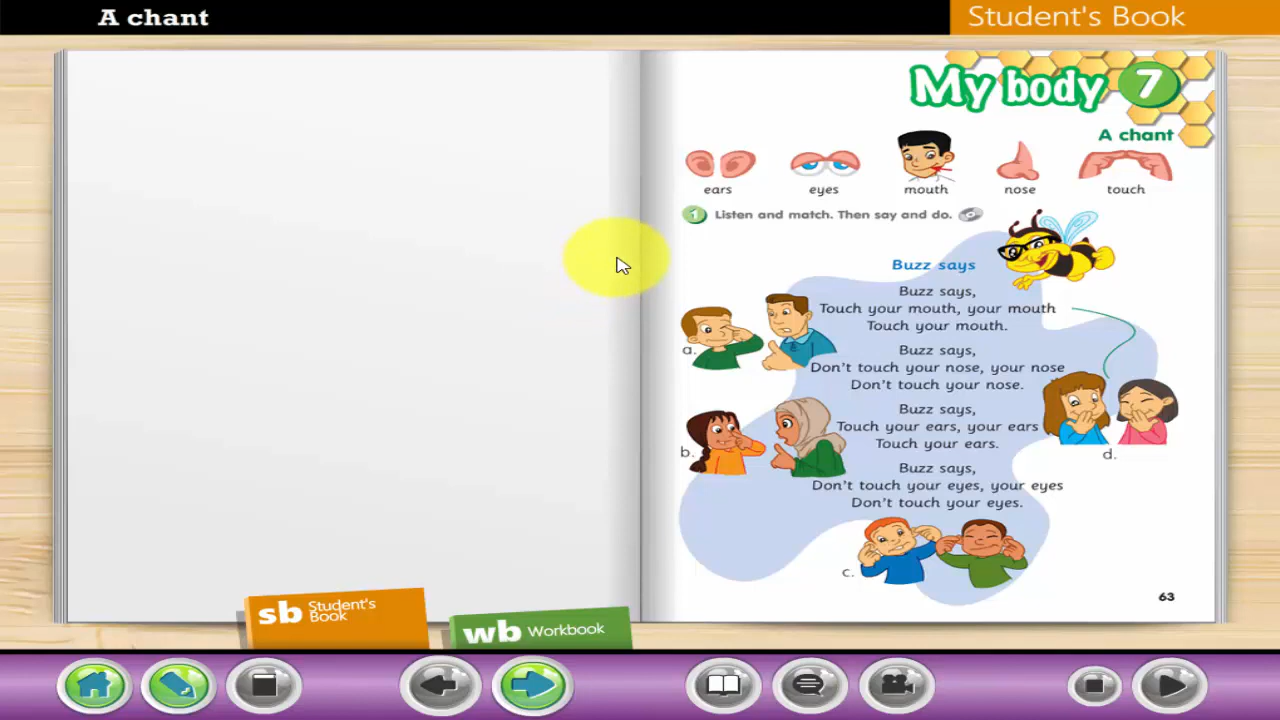 A chant
Student's Book
My body 7
A chant
ears eyes mouth nose touch
1 Listen and match. Then say and do.
Buzz says
Buzz says,
Touch your mouth, your mouth
Touch your mouth.
a.
Buzz says,
Don't touch your nose, your nose
Don't touch your nose.
Buzz says,
Touch your ears, your ears
Touch your ears.
b.
d.
Buzz says,
Don't touch your eyes, your eyes
Don't touch your eyes.
c.
63
sb Student's
Book
wb Workbook